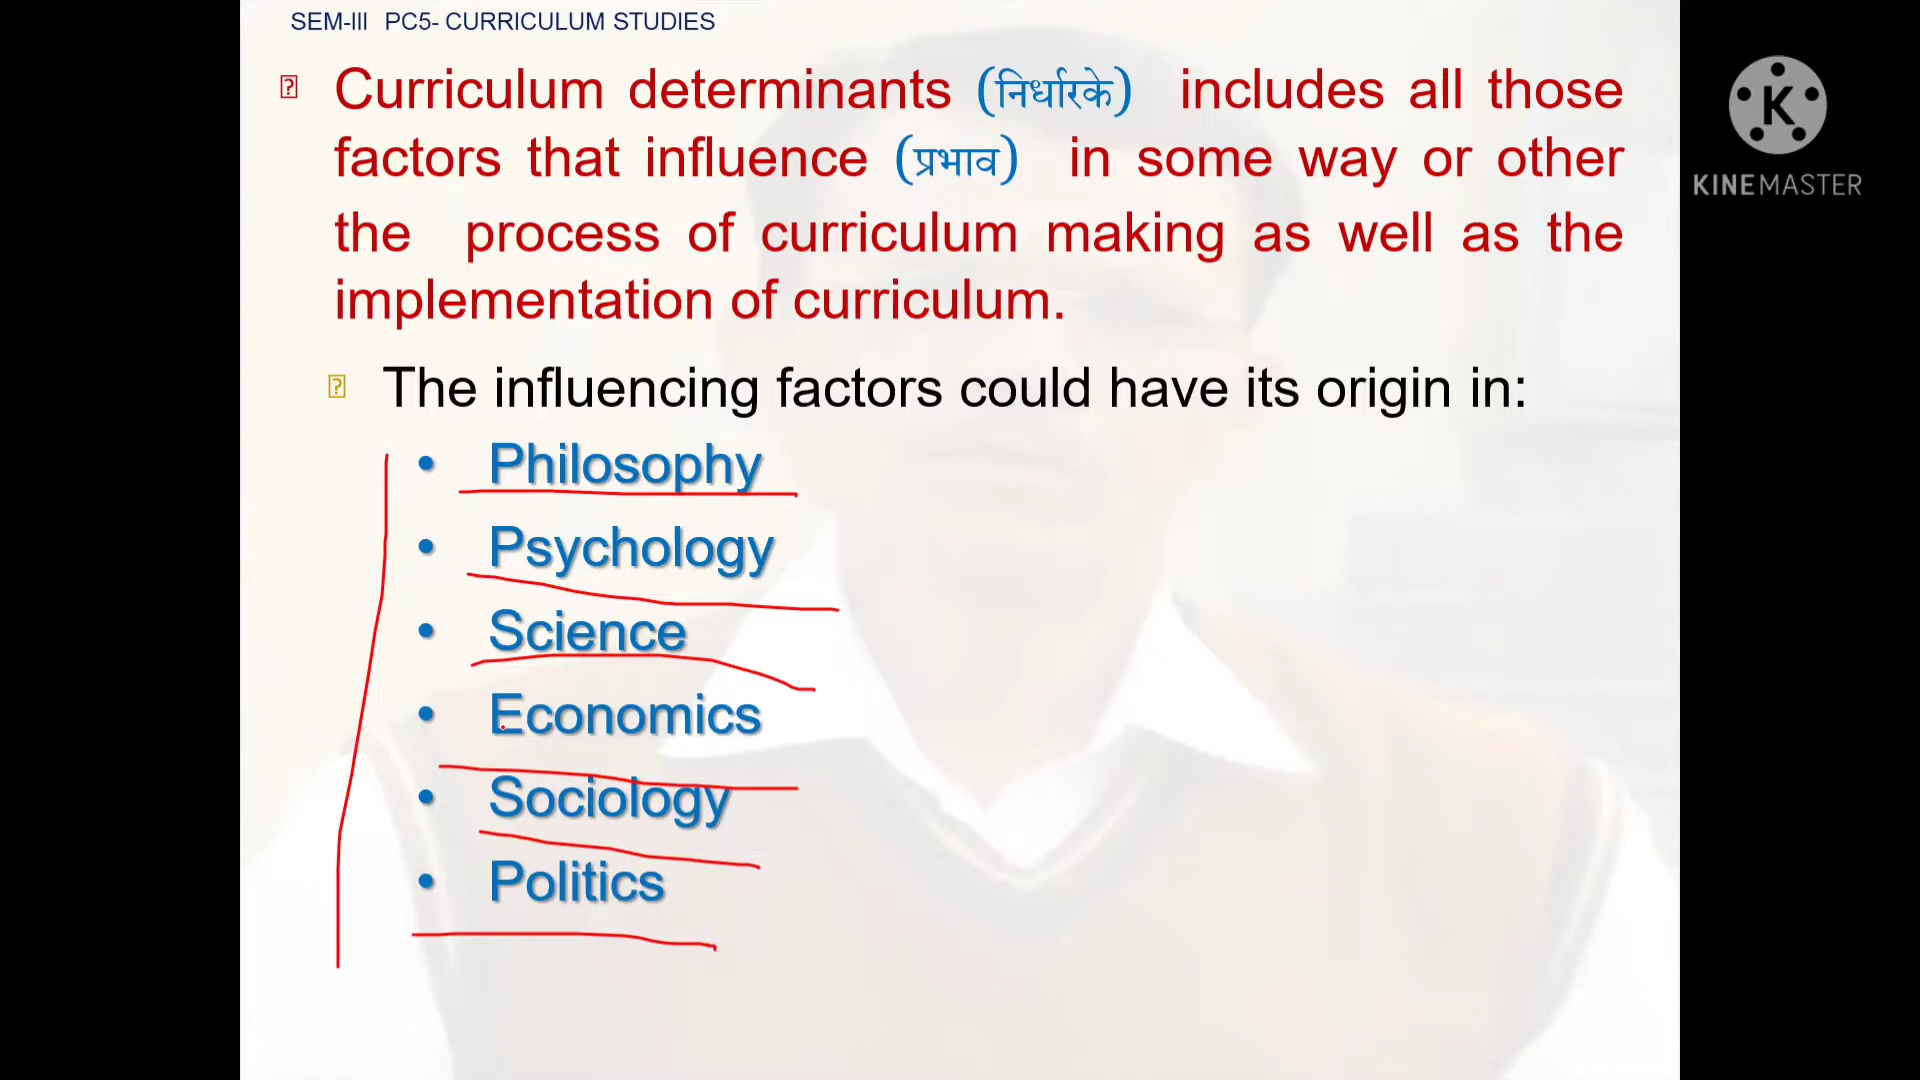 SEM-III PC5- CURRICULUM STUDIES
Curriculum determinants (निर्धारके) includes all those
factors that influence (प्रभाव) in some way or other
the process of curriculum making as well as the
implementation of curriculum.
The influencing factors could have its origin in:
• Philosophy
• Psychology
• Science
• Economics
• Sociology
• Politics
K
KINEMASTER